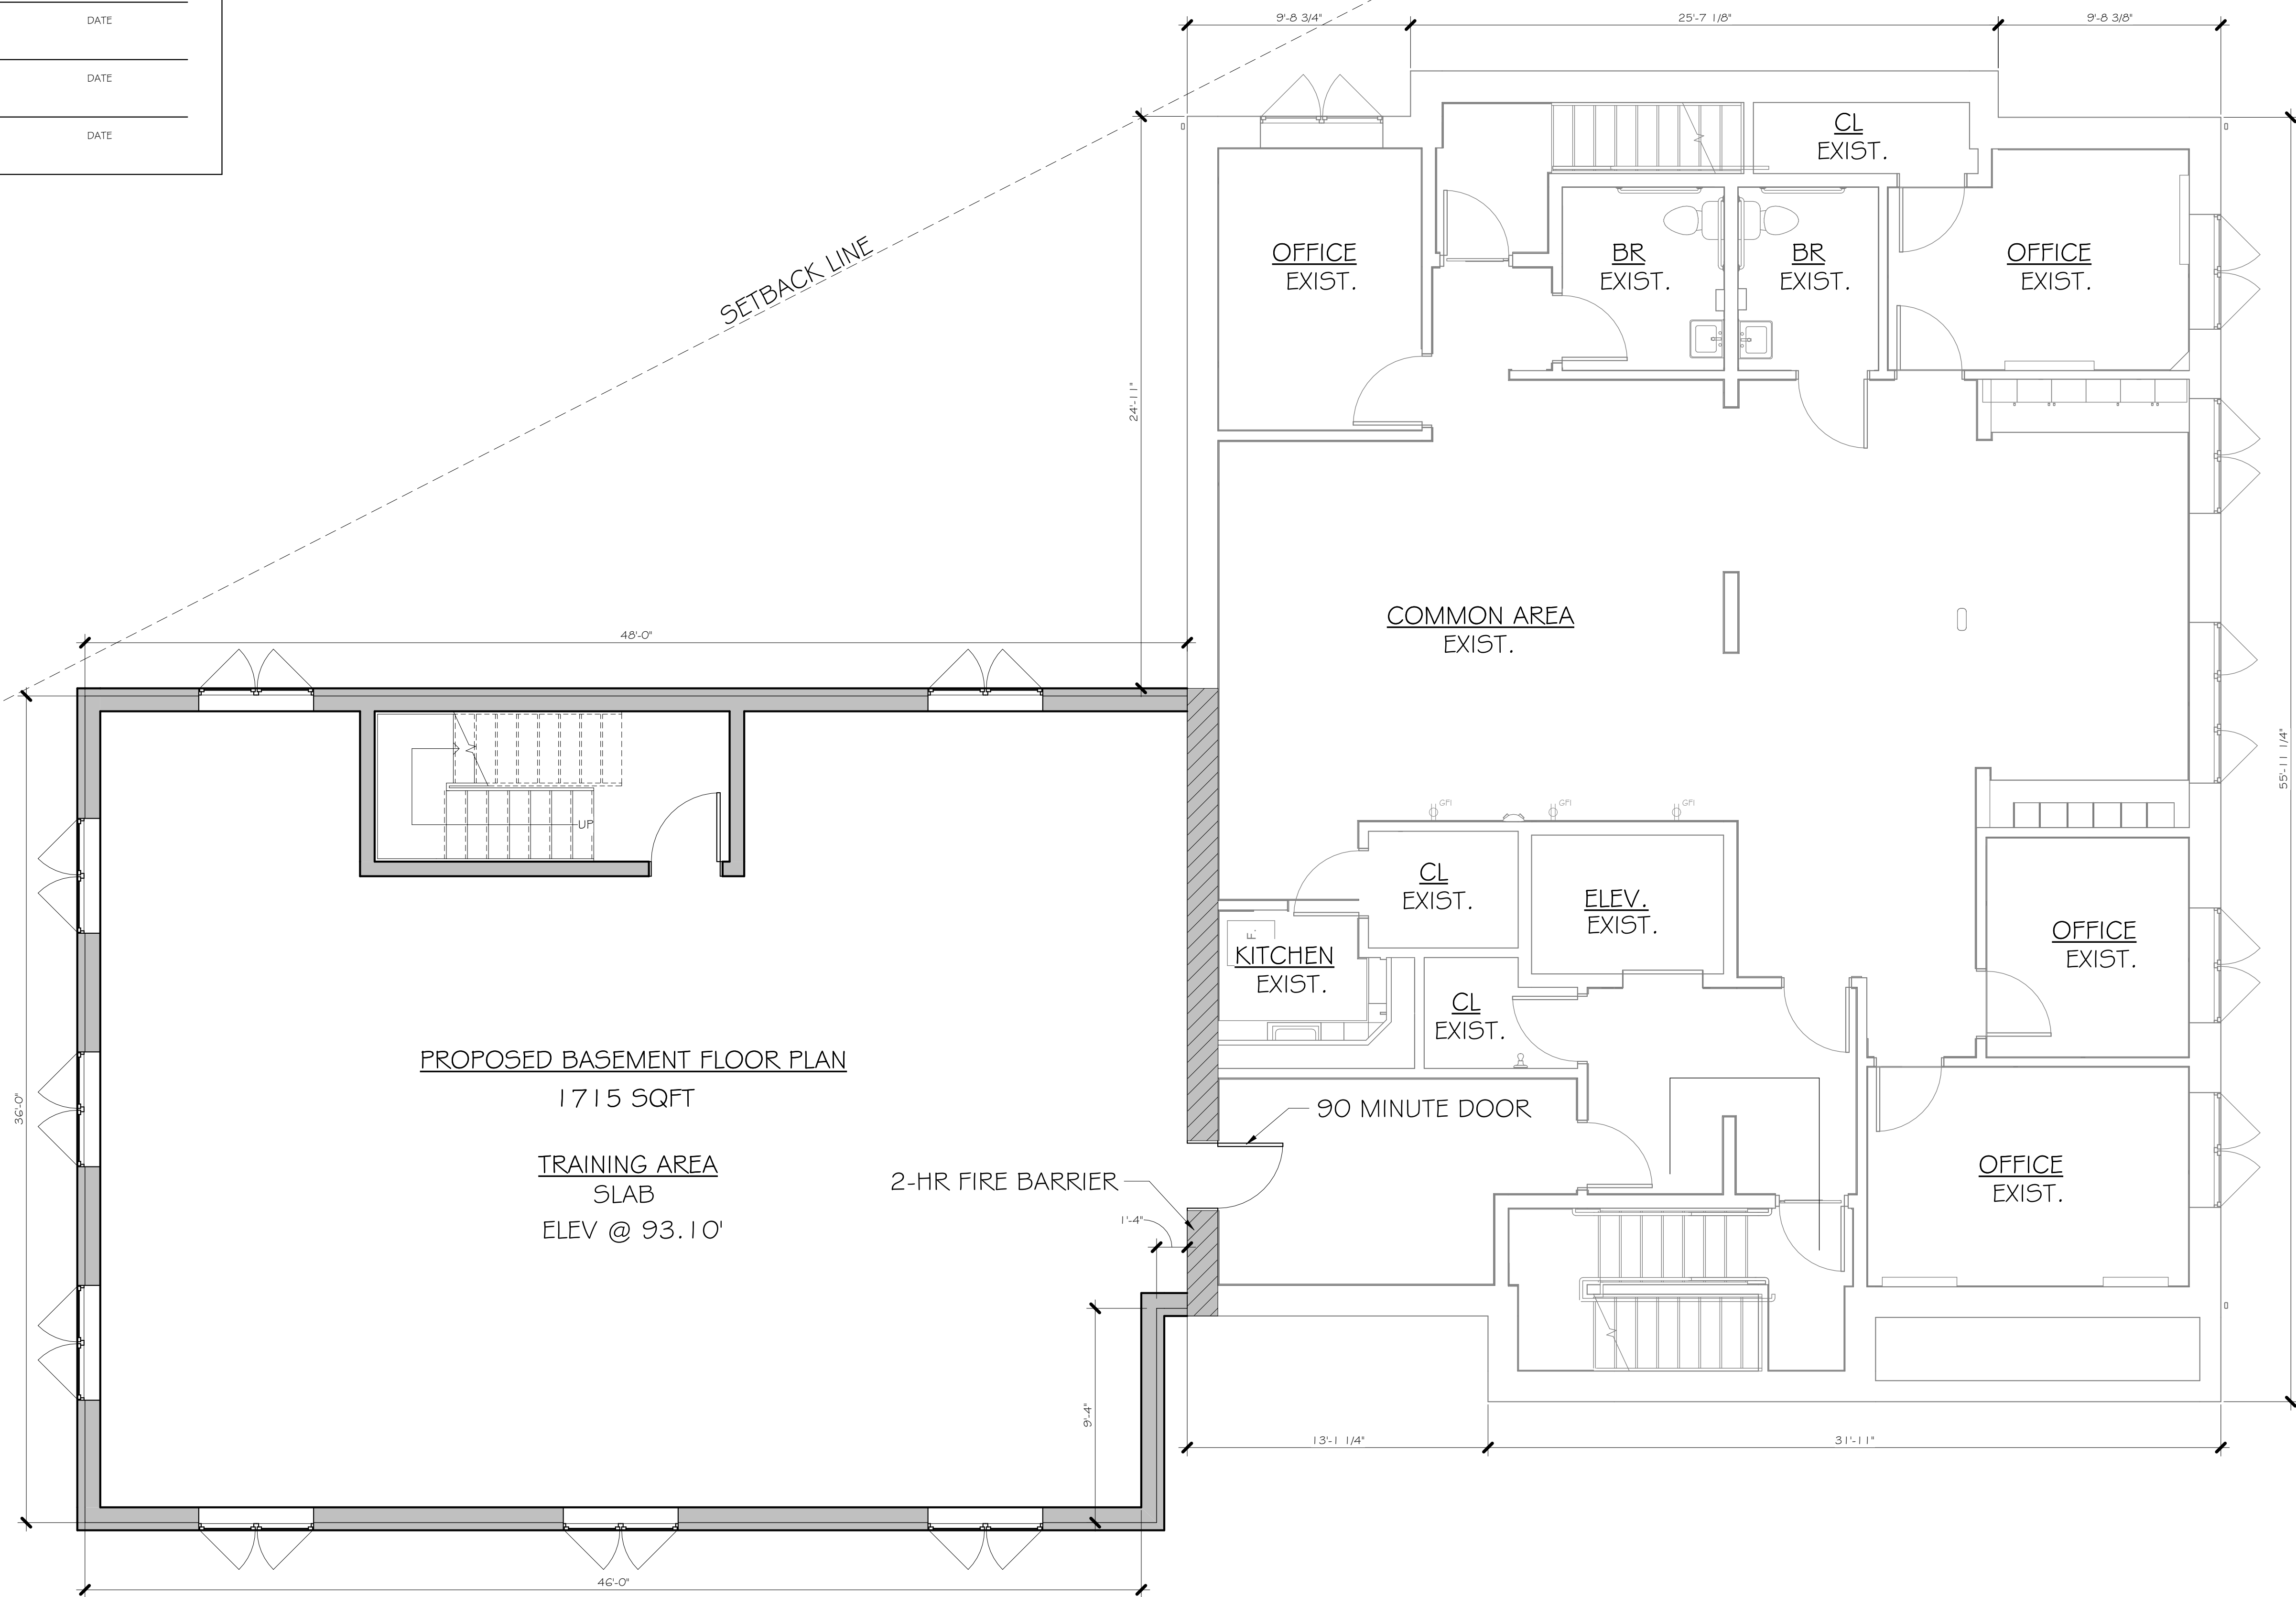 DATE
DATE
DATE
9'-8 3/4"
25'-7 1/8"
9'-8 3/8"
CL
EXIST.
SETBACK LINE
OFFICE
EXIST.
BR
EXIST.
BR
EXIST.
OFFICE
EXIST.
24'-11"
COMMON AREA
EXIST.
48'-0"
55'-11 1/4"
GFI
GFI
GFI
UP
CL
EXIST.
ELEV.
EXIST.
F.
KITCHEN
EXIST.
OFFICE
EXIST.
CL
EXIST.
PROPOSED BASEMENT FLOOR PLAN
1715 SQFT
36'-0"
90 MINUTE DOOR
TRAINING AREA
SLAB
ELEV @ 93.10'
2-HR FIRE BARRIER
OFFICE
EXIST.
1'-4"
9'-4"
13'-1 1/4"
31'-11"
46'-0"